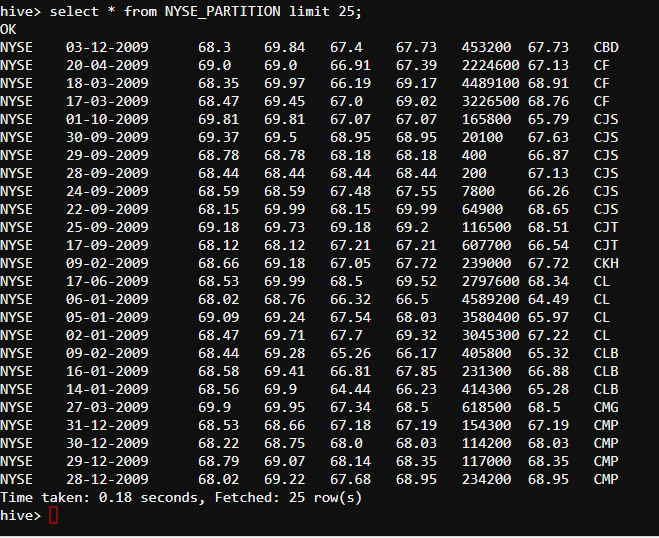 hive> select * from NYSE_PARTITION limit 25;
OK
NYSE 03-12-2009 68.3 69.84 67.4 67.73 453200 67.73 CBD
NYSE 20-04-2009 69.0 69.0 66.91 67.39 2224600 67.13 CF
NYSE 18-03-2009 68.35 69.97 66.19 69.17 4489100 68.91 CF
NYSE 17-03-2009 68.47 69.45 67.0 69.02 3226500 68.76 CF
NYSE 01-10-2009 69.81 69.81 67.07 67.07 165800 65.79 CJS
NYSE 30-09-2009 69.37 69.5 68.95 68.95 20100 67.63 CJS
NYSE 29-09-2009 68.78 68.78 68.18 68.18 400 66.87 CJS
NYSE 28-09-2009 68.44 68.44 68.44 68.44 200 67.13 CJS
NYSE 24-09-2009 68.59 68.59 67.48 67.55 7800 66.26 CJS
NYSE 22-09-2009 68.15 69.99 68.15 69.99 64900 68.65 CJS
NYSE 25-09-2009 69.18 69.73 69.18 69.2 116500 68.51 CJT
NYSE 17-09-2009 68.12 68.12 67.21 67.21 607700 66.54 CJT
NYSE 09-02-2009 68.66 69.18 67.05 67.72 239000 67.72 CKH
NYSE 17-06-2009 68.53 69.99 68.5 69.52 2797600 68.34 CL
NYSE 06-01-2009 68.02 68.76 66.32 66.5 4589200 64.49 CL
NYSE 05-01-2009 69.09 69.24 67.54 68.03 3580400 65.97 CL
NYSE 02-01-2009 68.47 69.71 67.7 69.32 3045300 67.22 CL
NYSE 09-02-2009 68.44 69.28 65.26 66.17 405800 65.32 CLB
NYSE 16-01-2009 68.58 69.41 66.81 67.85 231300 66.88 CLB
NYSE 14-01-2009 68.56 69.9 64.44 66.23 414300 65.28 CLB
NYSE 27-03-2009 69.9 69.95 67.34 68.5 618500 68.5 CMG
NYSE 31-12-2009 68.53 68.66 67.18 67.19 154300 67.19 CMP
NYSE 30-12-2009 68.22 68.75 68.0 68.03 114200 68.03 CMP
NYSE 29-12-2009 68.79 69.07 68.14 68.35 117000 68.35 CMP
NYSE 28-12-2009 68.02 69.22 67.68 68.95 234200 68.95 CMP
Time taken: 0.18 seconds, Fetched: 25 row(s)
hive>